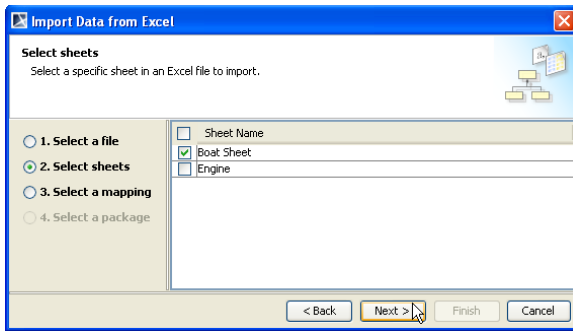 Import Data from Excel
Select sheets
Select a specific sheet in an Excel file to import.
1. Select a file
2. Select sheets
3. Select a mapping
4. Select a package
Sheet Name
Boat Sheet
Engine
< Back
Next >
Finish
Cancel